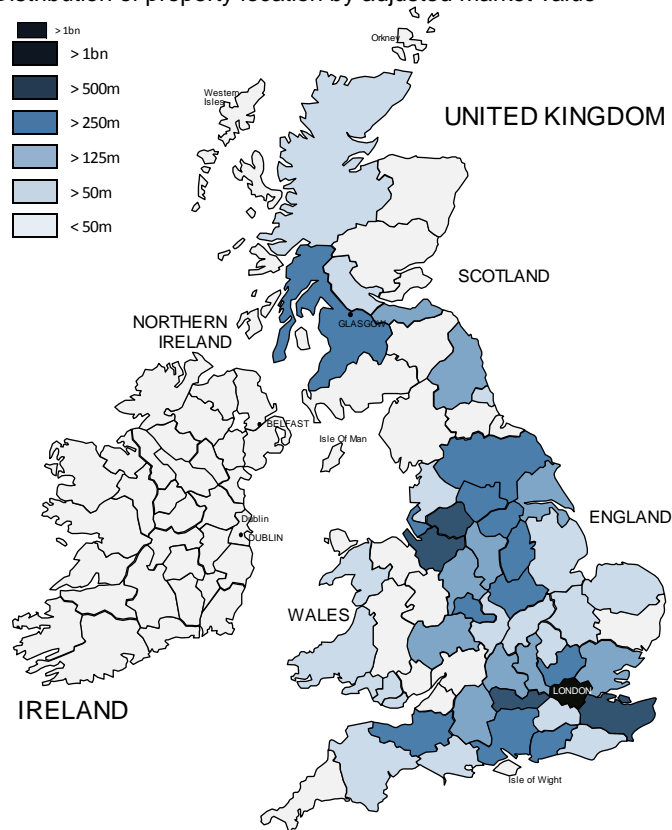 Distribution of property location by adjusted market value
> 1bn
> 1bn
> 500m
> 250m
> 125m
> 50m
< 50m
Orkney
Western
Isles
UNITED KINGDOM
SCOTLAND
GLASGOW
NORTHERN
IRELAND
BELFAST
Isle Of Man
Dublin
DUBLIN
ENGLAND
WALES
LONDON
IRELAND
Isle of Wight